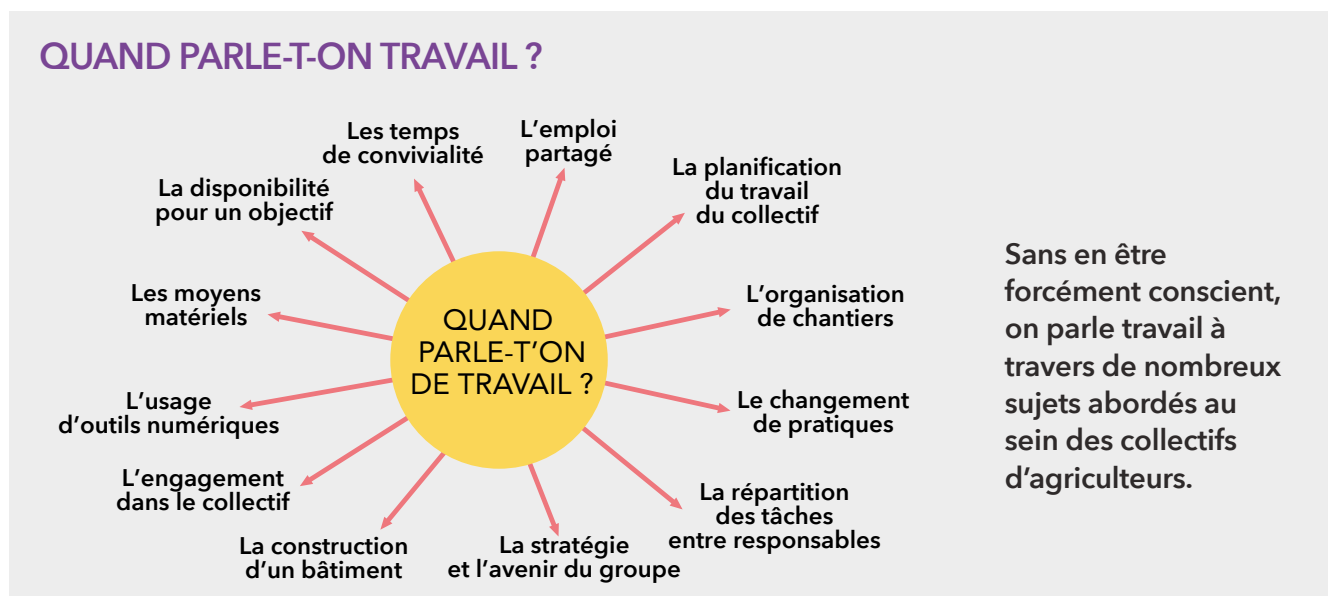 QUAND PARLE-T-ON TRAVAIL ?
Les temps
de convivialité
L’emploi
partagé
La planification
du travail
du collectif
L’organisation
de chantiers
Le changement
de pratiques
La répartition
des tâches
entre responsables
La stratégie
et l’avenir du groupe
La construction
d’un bâtiment
L’engagement
dans le collectif
L’usage
d’outils numériques
Les moyens
matériels
La disponibilité
pour un objectif
QUAND
PARLE-T’ON
DE TRAVAIL ?
Sans en être
forcément conscient,
on parle travail à
travers de nombreux
sujets abordés au
sein des collectifs
d’agriculteurs.